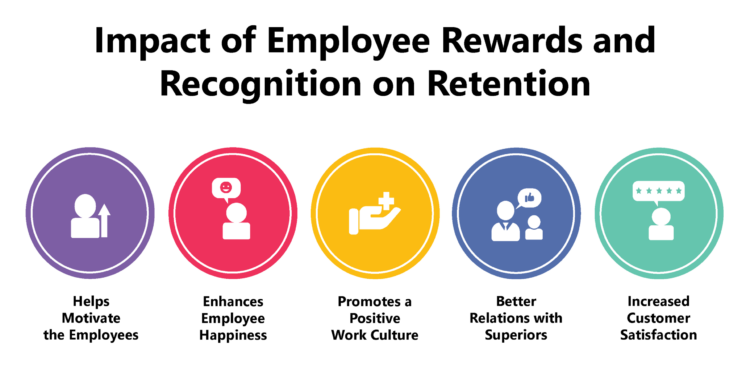 Impact of Employee Rewards and
Recognition on Retention
Helps
Motivate
the Employees
Enhances
Employee
Happiness
Promotes a
Positive
Work Culture
Better
Relations with
Superiors
Increased
Customer
Satisfaction